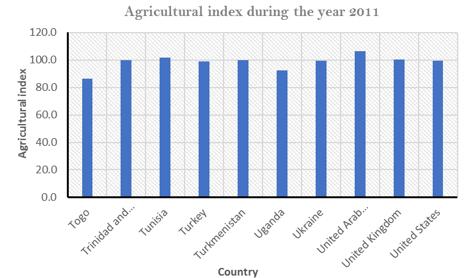 Agricultural index during the year 2011
Agricultural index
120.0
100.0
80.0
60.0
40.0
20.0
0.0
Togo
Trinidad and...
Tunisia
Turkey
Turkmenistan
Uganda
Ukraine
United Arab...
United Kingdom
United States
Country